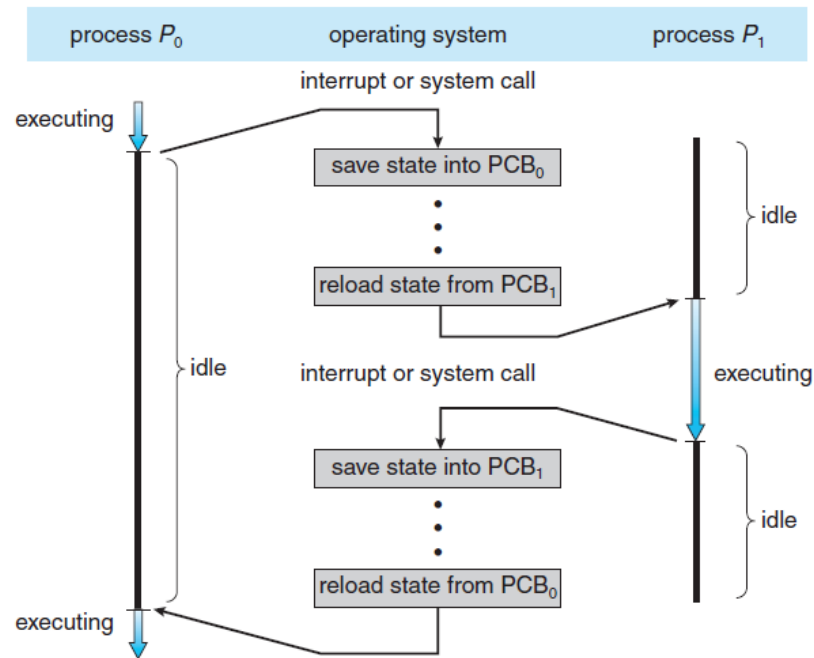 process P₀ operating system process P₁
interrupt or system call
executing
save state into PCB₀
idle
reload state from PCB₁
idle
interrupt or system call
executing
save state into PCB₁
idle
reload state from PCB₀
executing